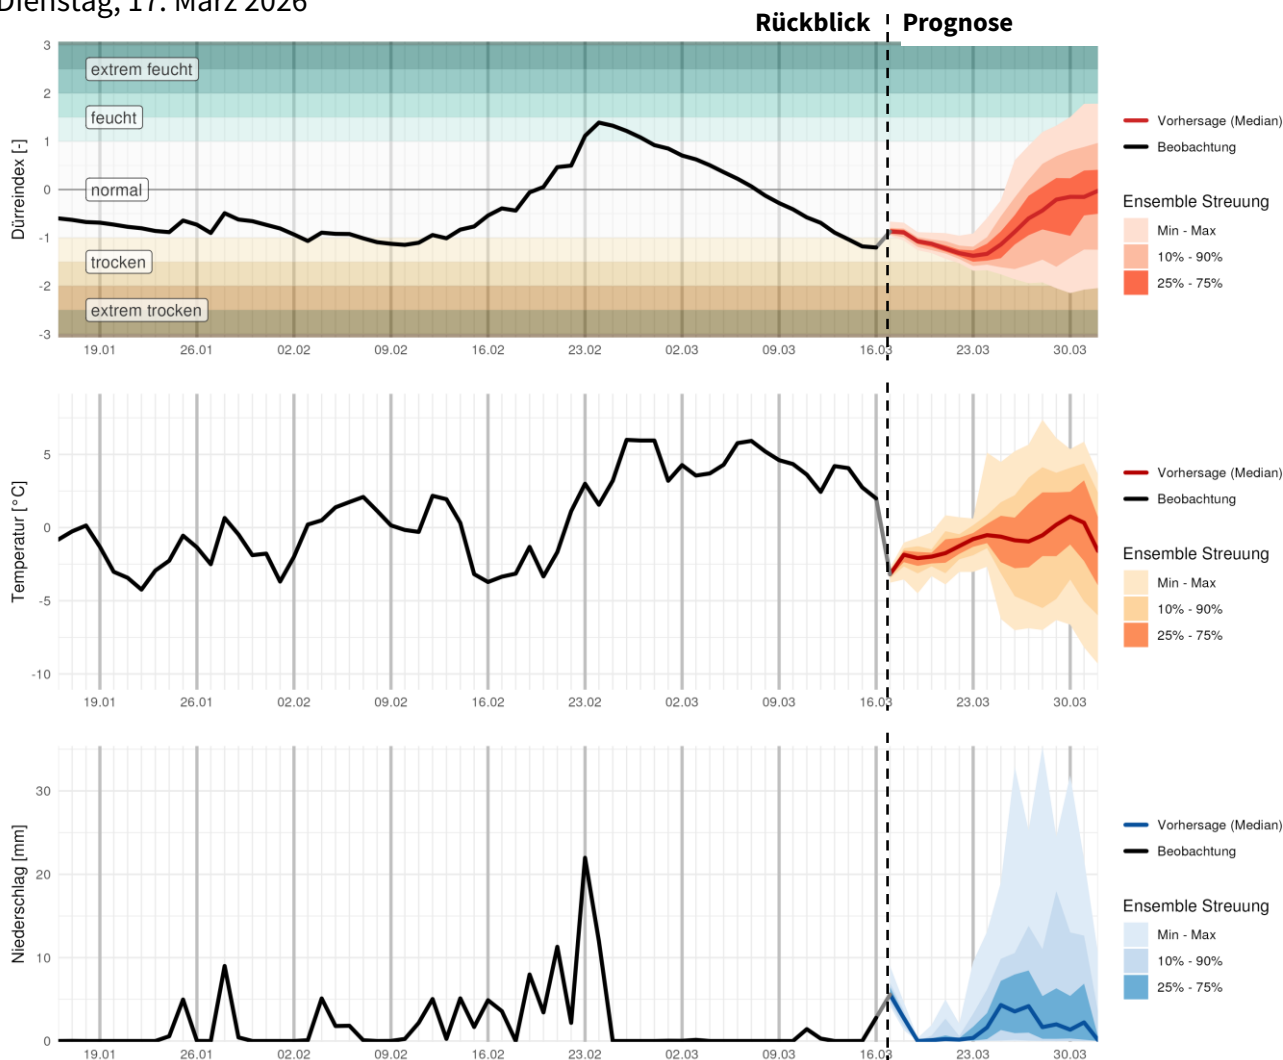 Dienstag, 17. März 2026
Rückblick Prognose
Dürreindex [-]
3
2
1
0
-1
-2
-3
extrem feucht
feucht
normal
trocken
extrem trocken
19.01 26.01 02.02 09.02 16.02 23.02 02.03 09.03 16.03 23.03 30.03
Vorhersage (Median)
Beobachtung
Ensemble Streuung
Min - Max
10% - 90%
25% - 75%
Temperatur [°C]
5
0
-5
-10
19.01 26.01 02.02 09.02 16.02 23.02 02.03 09.03 16.03 23.03 30.03
Vorhersage (Median)
Beobachtung
Ensemble Streuung
Min - Max
10% - 90%
25% - 75%
Niederschlag [mm]
30
20
10
0
19.01 26.01 02.02 09.02 16.02 23.02 02.03 09.03 16.03 23.03 30.03
Vorhersage (Median)
Beobachtung
Ensemble Streuung
Min - Max
10% - 90%
25% - 75%